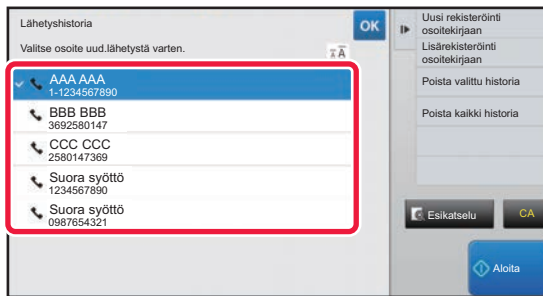 Lähetyshistoria
OK
Valitse osoite uud.lähetystä varten.
AAA AAA
1-1234567890
BBB BBB
3692580147
CCC CCC
2580147369
Suora syöttö
1234567890
Suora syöttö
0987654321
Uusi rekisteröinti
osoitekirjaan
Lisärekisteröinti
osoitekirjaan
Poista valittu historia
Poista kaikki historia
Esikatselu
CA
Aloita